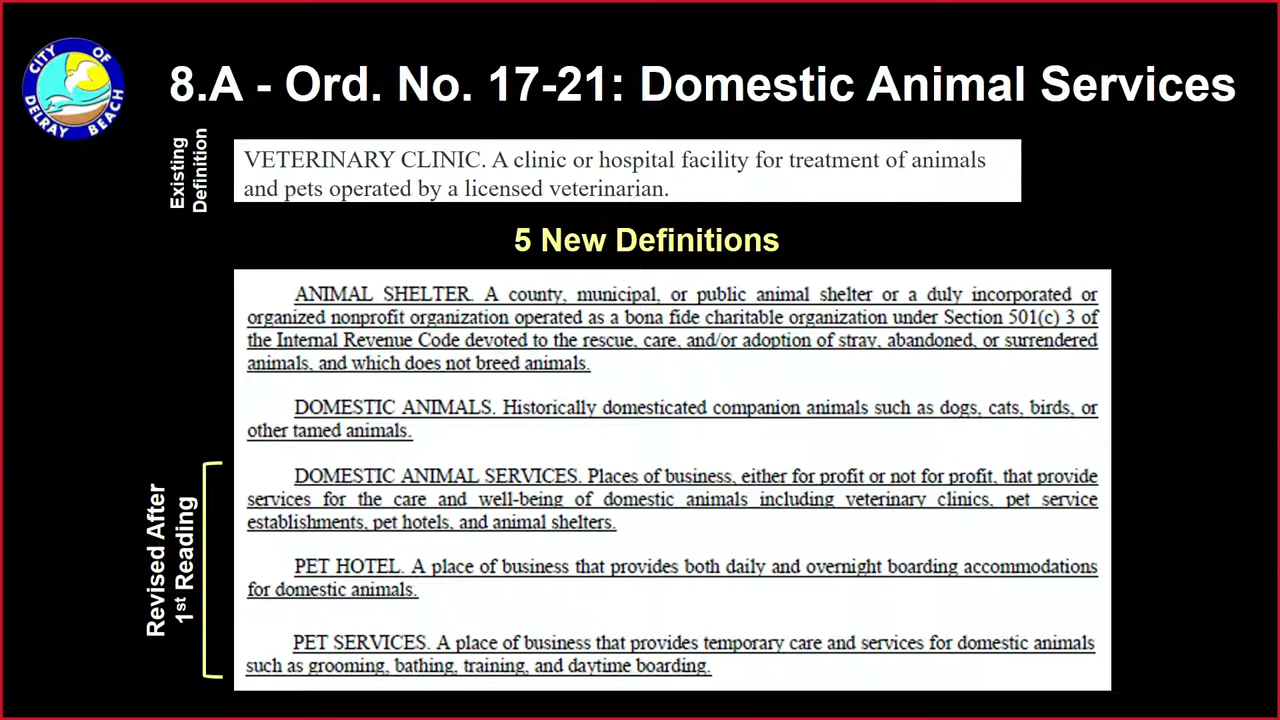 CITY OF
DELRAY BEACH
8.A - Ord. No. 17-21: Domestic Animal Services
Existing
Definition
VETERINARY CLINIC. A clinic or hospital facility for treatment of animals
and pets operated by a licensed veterinarian.
5 New Definitions
ANIMAL SHELTER. A county, municipal, or public animal shelter or a duly incorporated or
organized nonprofit organization operated as a bona fide charitable organization under Section 501(c) 3 of
the Internal Revenue Code devoted to the rescue, care, and/or adoption of stray, abandoned, or surrendered
animals, and which does not breed animals.
DOMESTIC ANIMALS. Historically domesticated companion animals such as dogs, cats, birds, or
other tamed animals.
Revised After
1st Reading
DOMESTIC ANIMAL SERVICES. Places of business, either for profit or not for profit, that provide
services for the care and well-being of domestic animals including veterinary clinics, pet service
establishments, pet hotels, and animal shelters.
PET HOTEL. A place of business that provides both daily and overnight boarding accommodations
for domestic animals.
PET SERVICES. A place of business that provides temporary care and services for domestic animals
such as grooming, bathing, training, and daytime boarding.